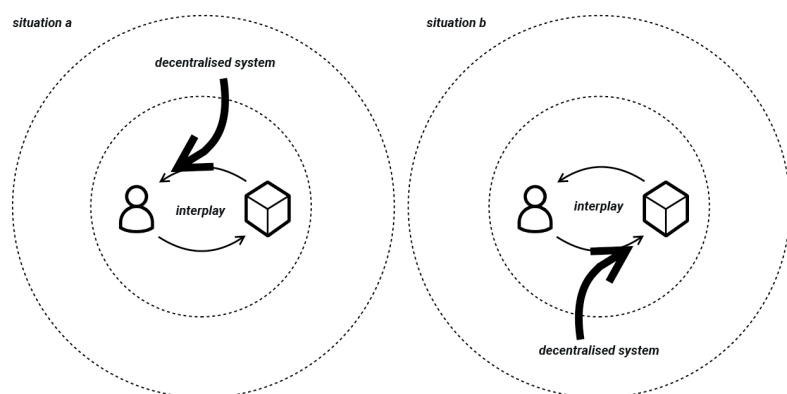 situation a
situation b
decentralised system
interplay
interplay
decentralised system